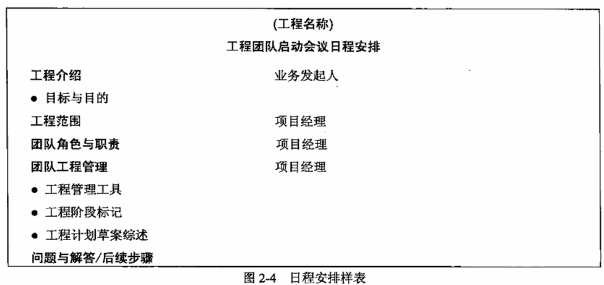 (工程名称)
工程团队启动会议日程安排
工程介绍 业务发起人
● 目标与目的
工程范围 项目经理
团队角色与职责 项目经理
团队工程管理 项目经理
● 工程管理工具
● 工程阶段标记
● 工程计划草案综述
问题与解答/后续步骤
图 2-4 日程安排样表